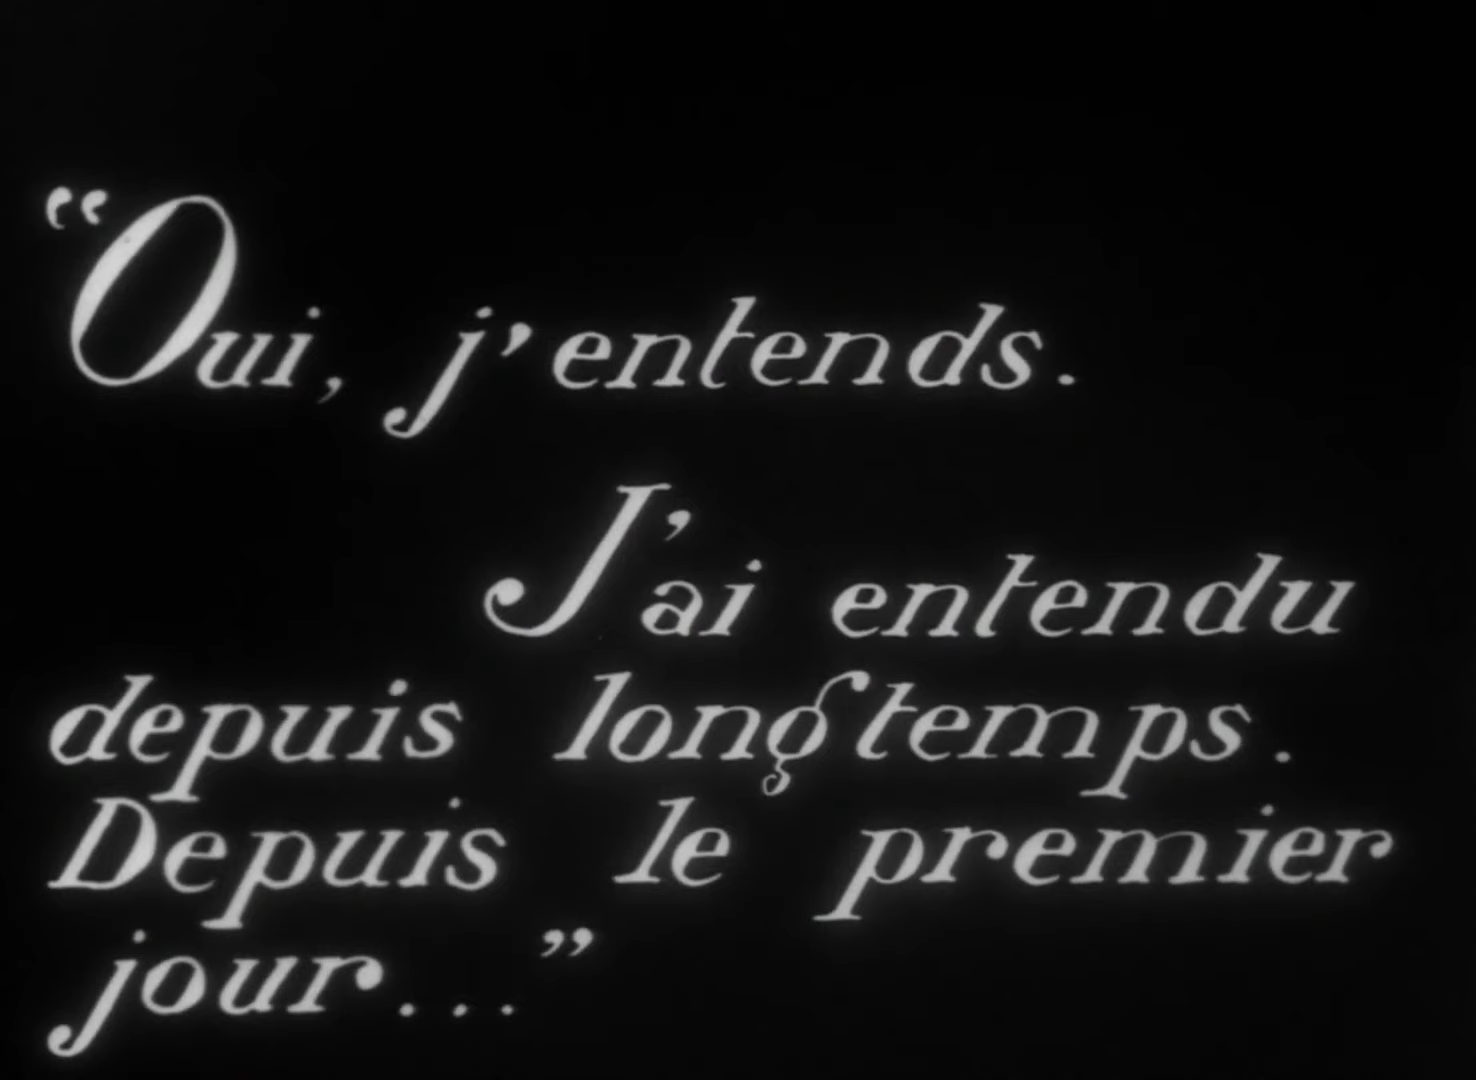 “Oui, j’entends.
J’ai entendu
depuis longtemps.
Depuis le premier
jour...”